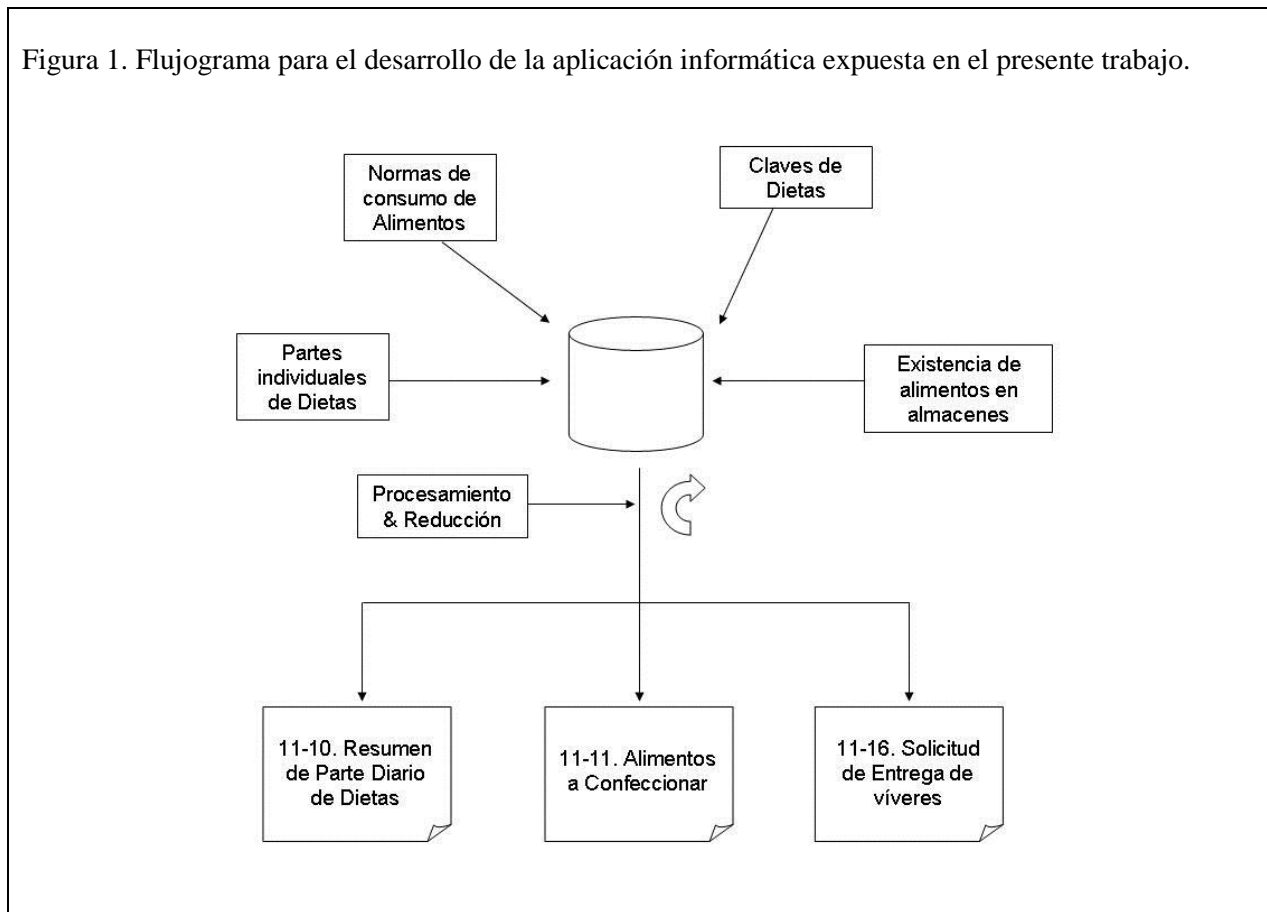 Figura 1. Flujograma para el desarrollo de la aplicación informática expuesta en el presente trabajo.
Normas de
consumo de
Alimentos
Claves de
Dietas
Partes
individuales
de Dietas
Existencia de
alimentos en
almacenes
Procesamiento
& Reducción
11-10. Resumen
de Parte Diario
de Dietas
11-11. Alimentos
a Confeccionar
11-16. Solicitud
de Entrega de
víveres